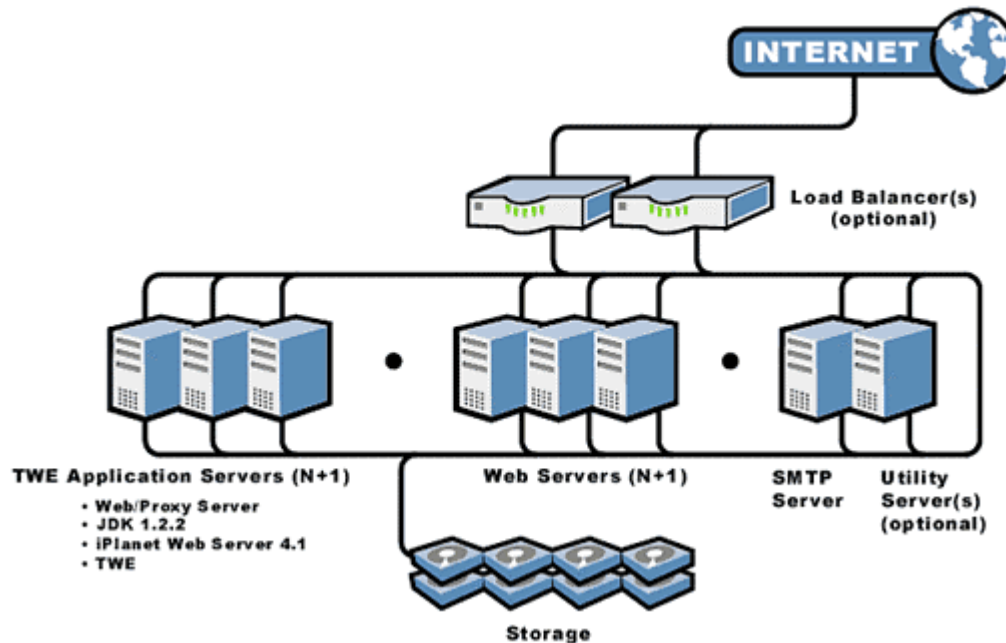 INTERNET
Load Balancer(s)
(optional)
TWE Application Servers (N+1)
• Web/Proxy Server
• JDK 1.2.2
• iPlanet Web Server 4.1
• TWE
Web Servers (N+1)
SMTP
Server
Utility
Server(s)
(optional)
Storage